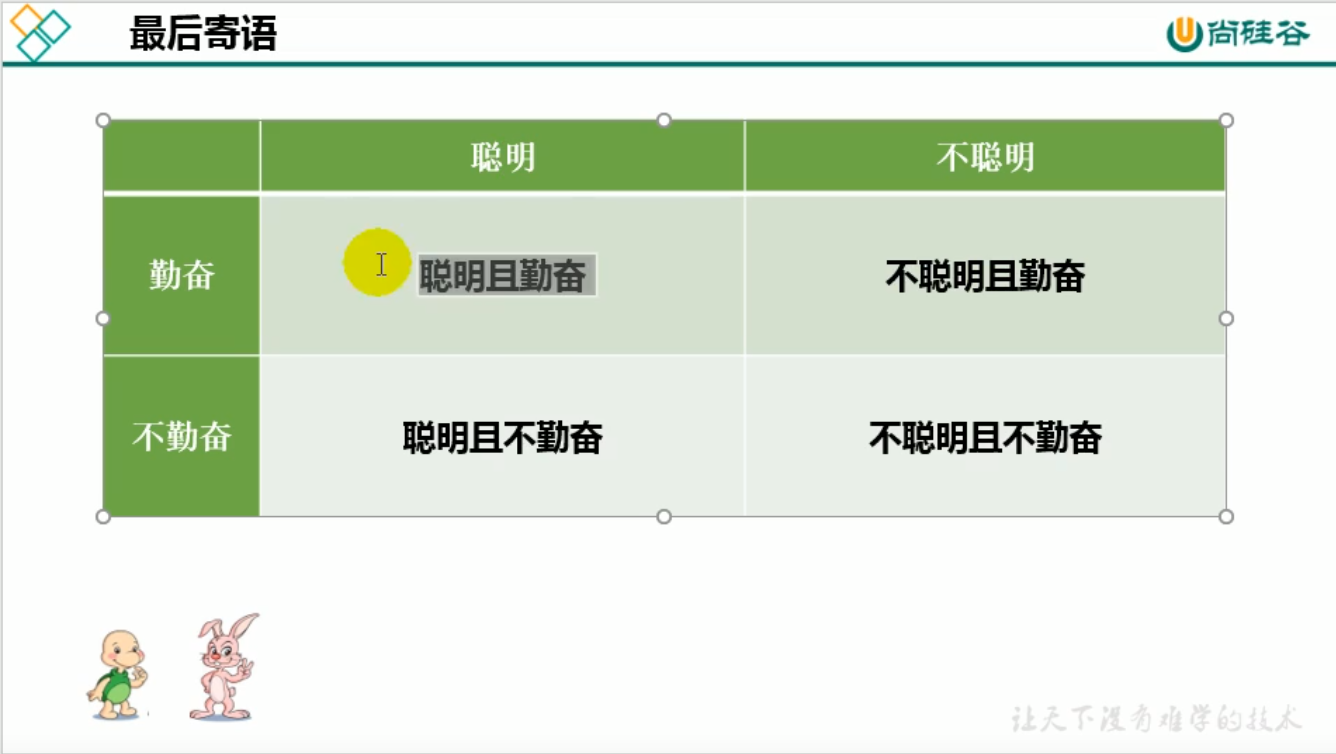 最后寄语
尚硅谷
聪明 不聪明
勤奋 聪明且勤奋 不聪明且勤奋
不勤奋 聪明且不勤奋 不聪明且不勤奋
让天下没有难学的技术